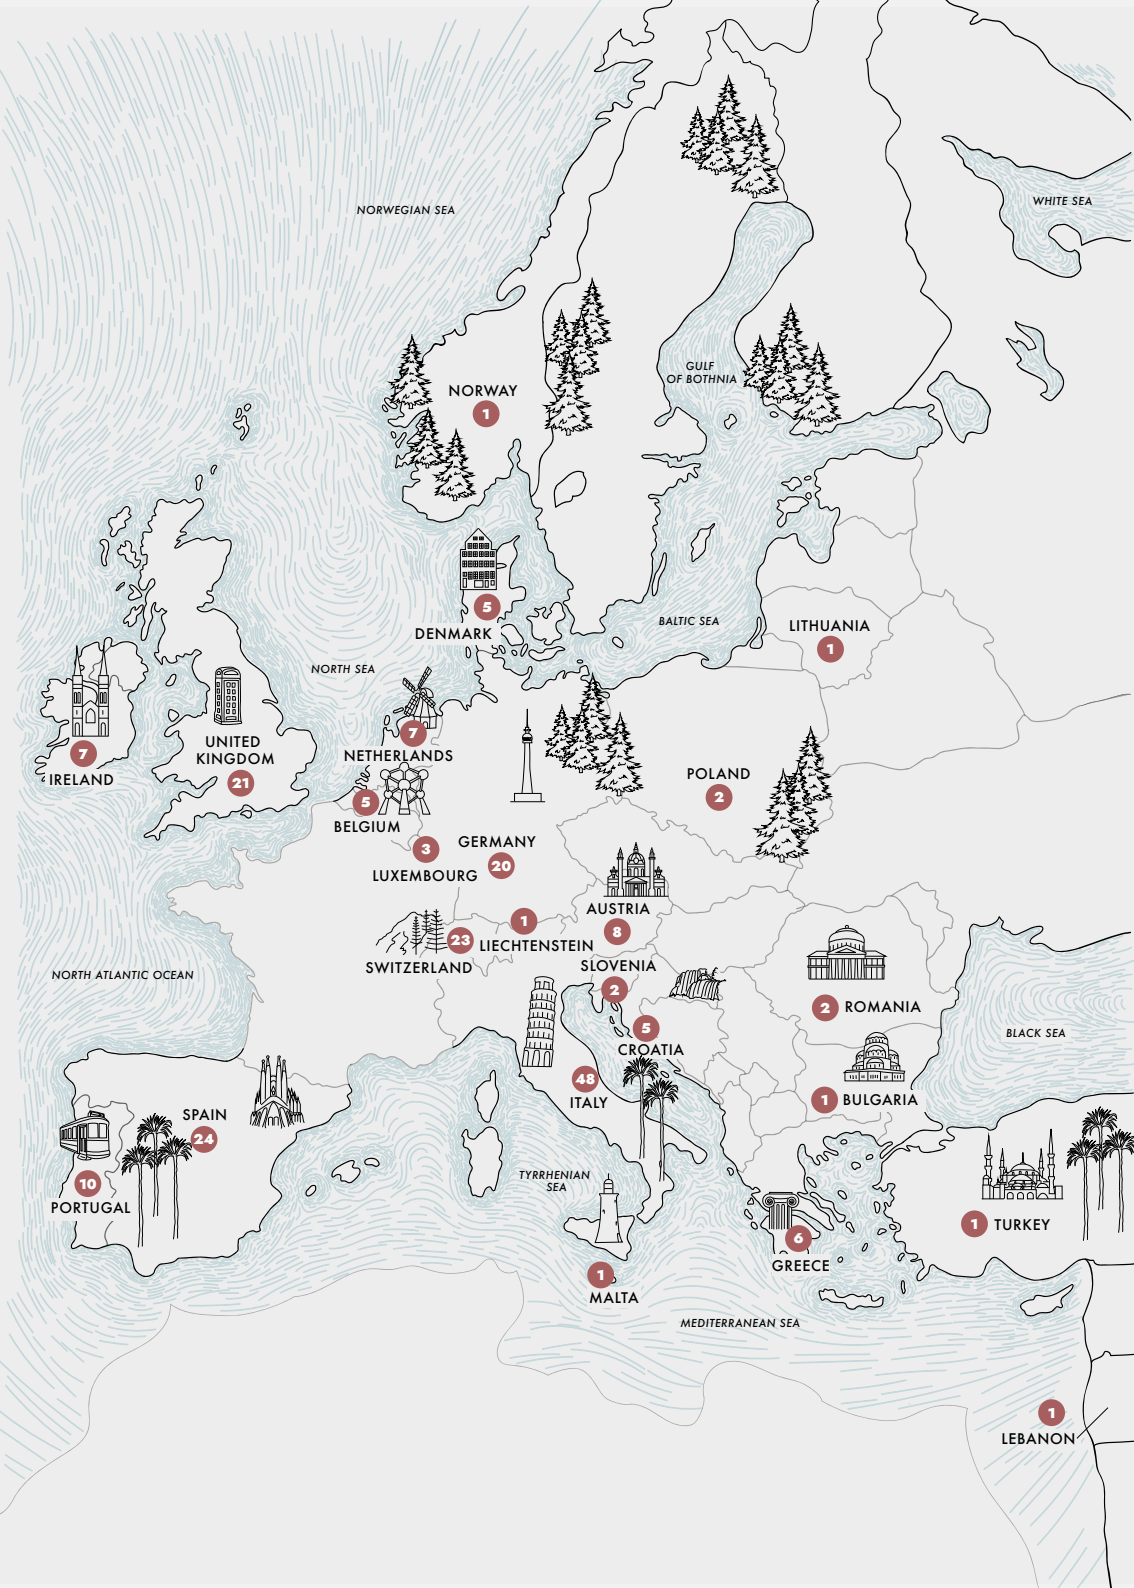 NORWEGIAN SEA
WHITE SEA
GULF
OF BOTHNIA
NORWAY
1
5
DENMARK
BALTIC SEA
LITHUANIA
1
NORTH SEA
7
IRELAND
UNITED
KINGDOM
21
7
NETHERLANDS
5
BELGIUM
POLAND
2
3
LUXEMBOURG
GERMANY
20
AUSTRIA
8
1
LIECHTENSTEIN
23
SWITZERLAND
SLOVENIA
2
NORTH ATLANTIC OCEAN
2 ROMANIA
5
CROATIA
BLACK SEA
48
ITALY
1 BULGARIA
SPAIN
24
10
PORTUGAL
TYRRHENIAN
SEA
1 TURKEY
6
GREECE
1
MALTA
MEDITERRANEAN SEA
1
LEBANON